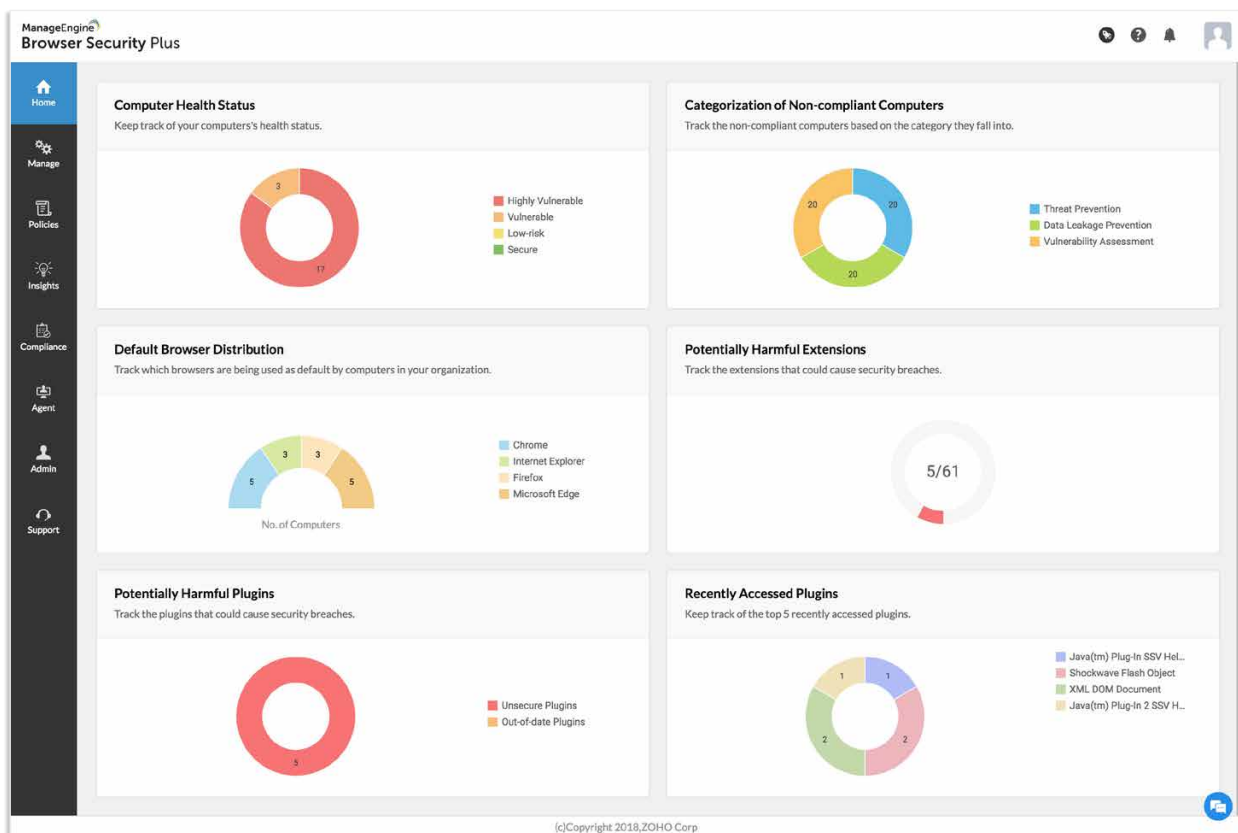 ManageEngine
Browser Security Plus
Home
Manage
Policies
Insights
Compliance
Agent
Admin
Support
Computer Health Status
Keep track of your computers's health status.
3
17
Highly Vulnerable
Vulnerable
Low-risk
Secure
Categorization of Non-compliant Computers
Track the non-compliant computers based on the category they fall into.
20
20
20
Threat Prevention
Data Leakage Prevention
Vulnerability Assessment
Default Browser Distribution
Track which browsers are being used as default by computers in your organization.
5
3
3
5
No. of Computers
Chrome
Internet Explorer
Firefox
Microsoft Edge
Potentially Harmful Extensions
Track the extensions that could cause security breaches.
5/61
Potentially Harmful Plugins
Track the plugins that could cause security breaches.
5
Unsecure Plugins
Out-of-date Plugins
Recently Accessed Plugins
Keep track of the top 5 recently accessed plugins.
1
1
2
2
Java(tm) Plug-In SSV Hel...
Shockwave Flash Object
XML DOM Document
Java(tm) Plug-In 2 SSV H...
(c)Copyright 2018,ZOHO Corp